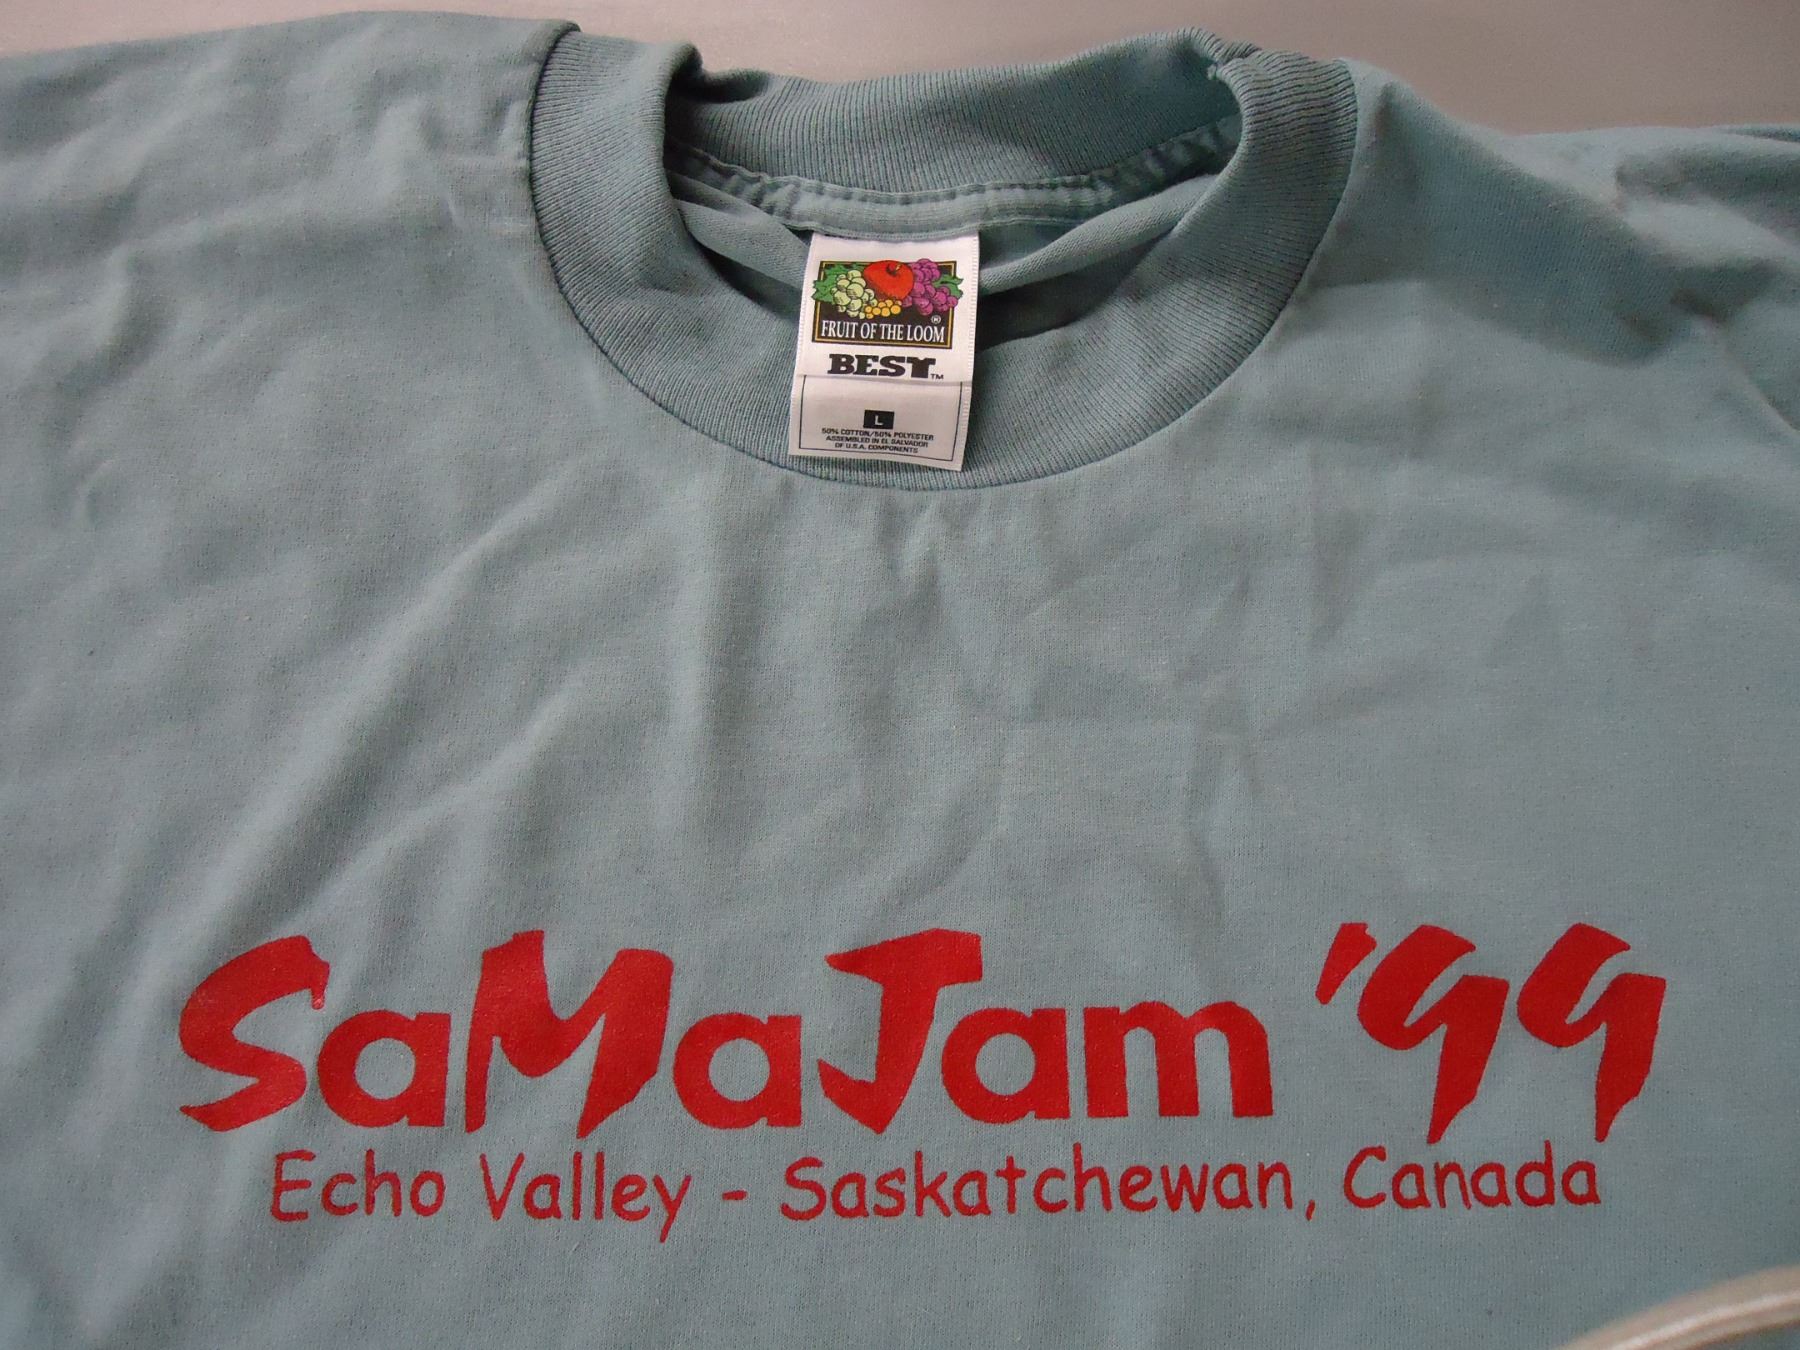 FRUIT OF THE LOOM ®
BEST™
L
50% COTTON/50% POLYESTER
ASSEMBLED IN EL SALVADOR
OF U.S.A. COMPONENTS
SaMaJam '99
Echo Valley - Saskatchewan, Canada